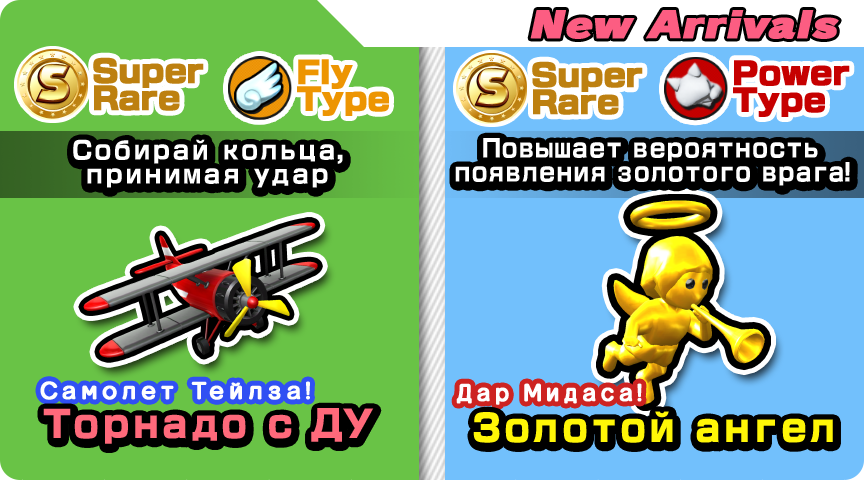 New Arrivals
S
Super
Rare
Fly
Type
Собирай кольца,
принимая удар
Самолет Тейлза!
Торнадо с ДУ
S
Super
Rare
Power
Type
Повышает вероятность
появления золотого врага!
Дар Мидаса!
Золотой ангел